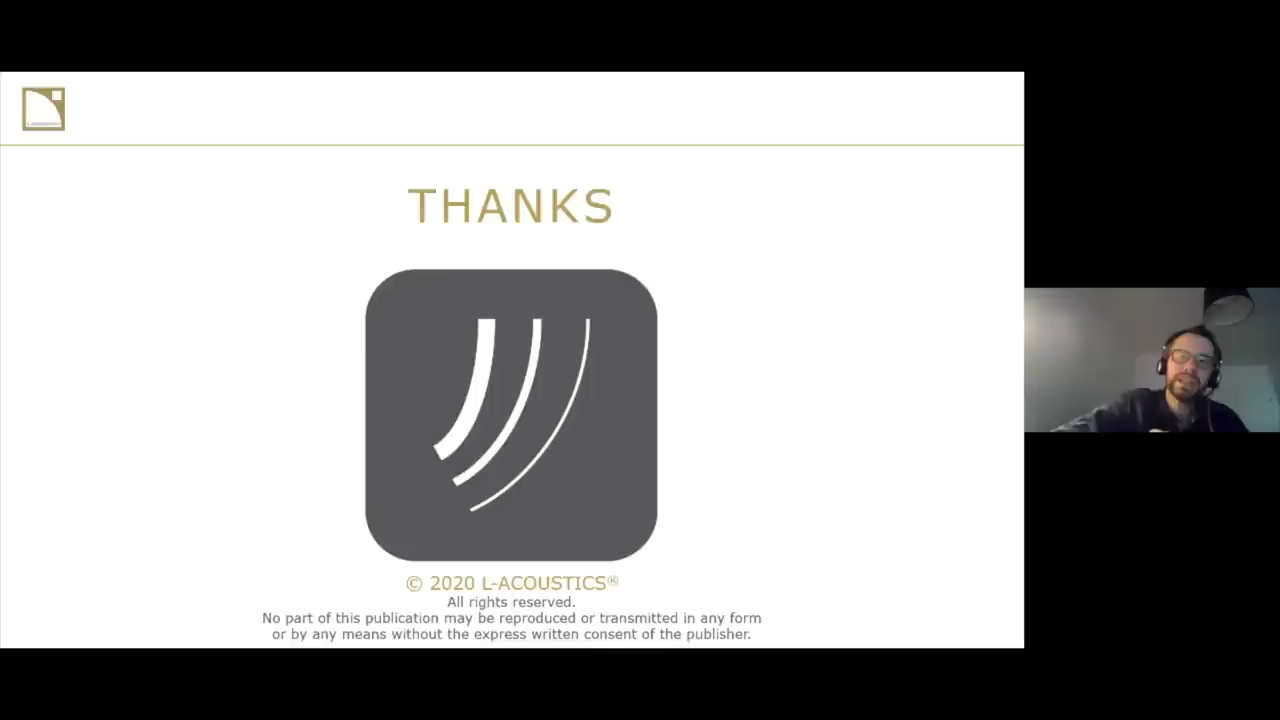 THANKS
© 2020 L-ACOUSTICS®
All rights reserved.
No part of this publication may be reproduced or transmitted in any form
or by any means without the express written consent of the publisher.